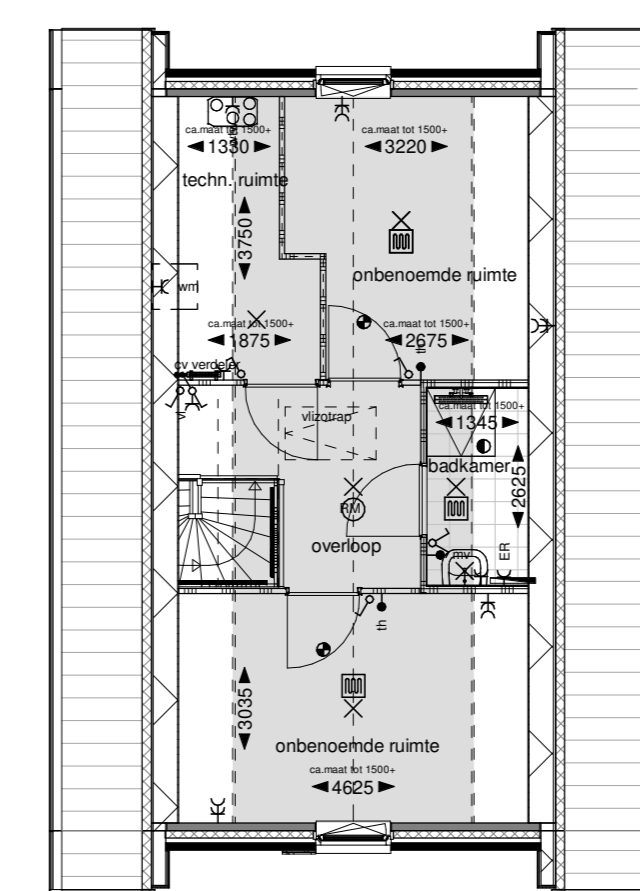 ca.maat tot 1500+
1330
ca.maat tot 1500+
3220
techn. ruimte
3750
onbenoemde ruimte
wm
ca.maat tot 1500+
1875
ca.maat tot 1500+
2675
th
cv verdeler
vl
vlizotrap
ca.maat tot 1500+
1345
badkamer
2625
RM
overloop
mv
ER
th
3035
onbenoemde ruimte
ca.maat tot 1500+
4625